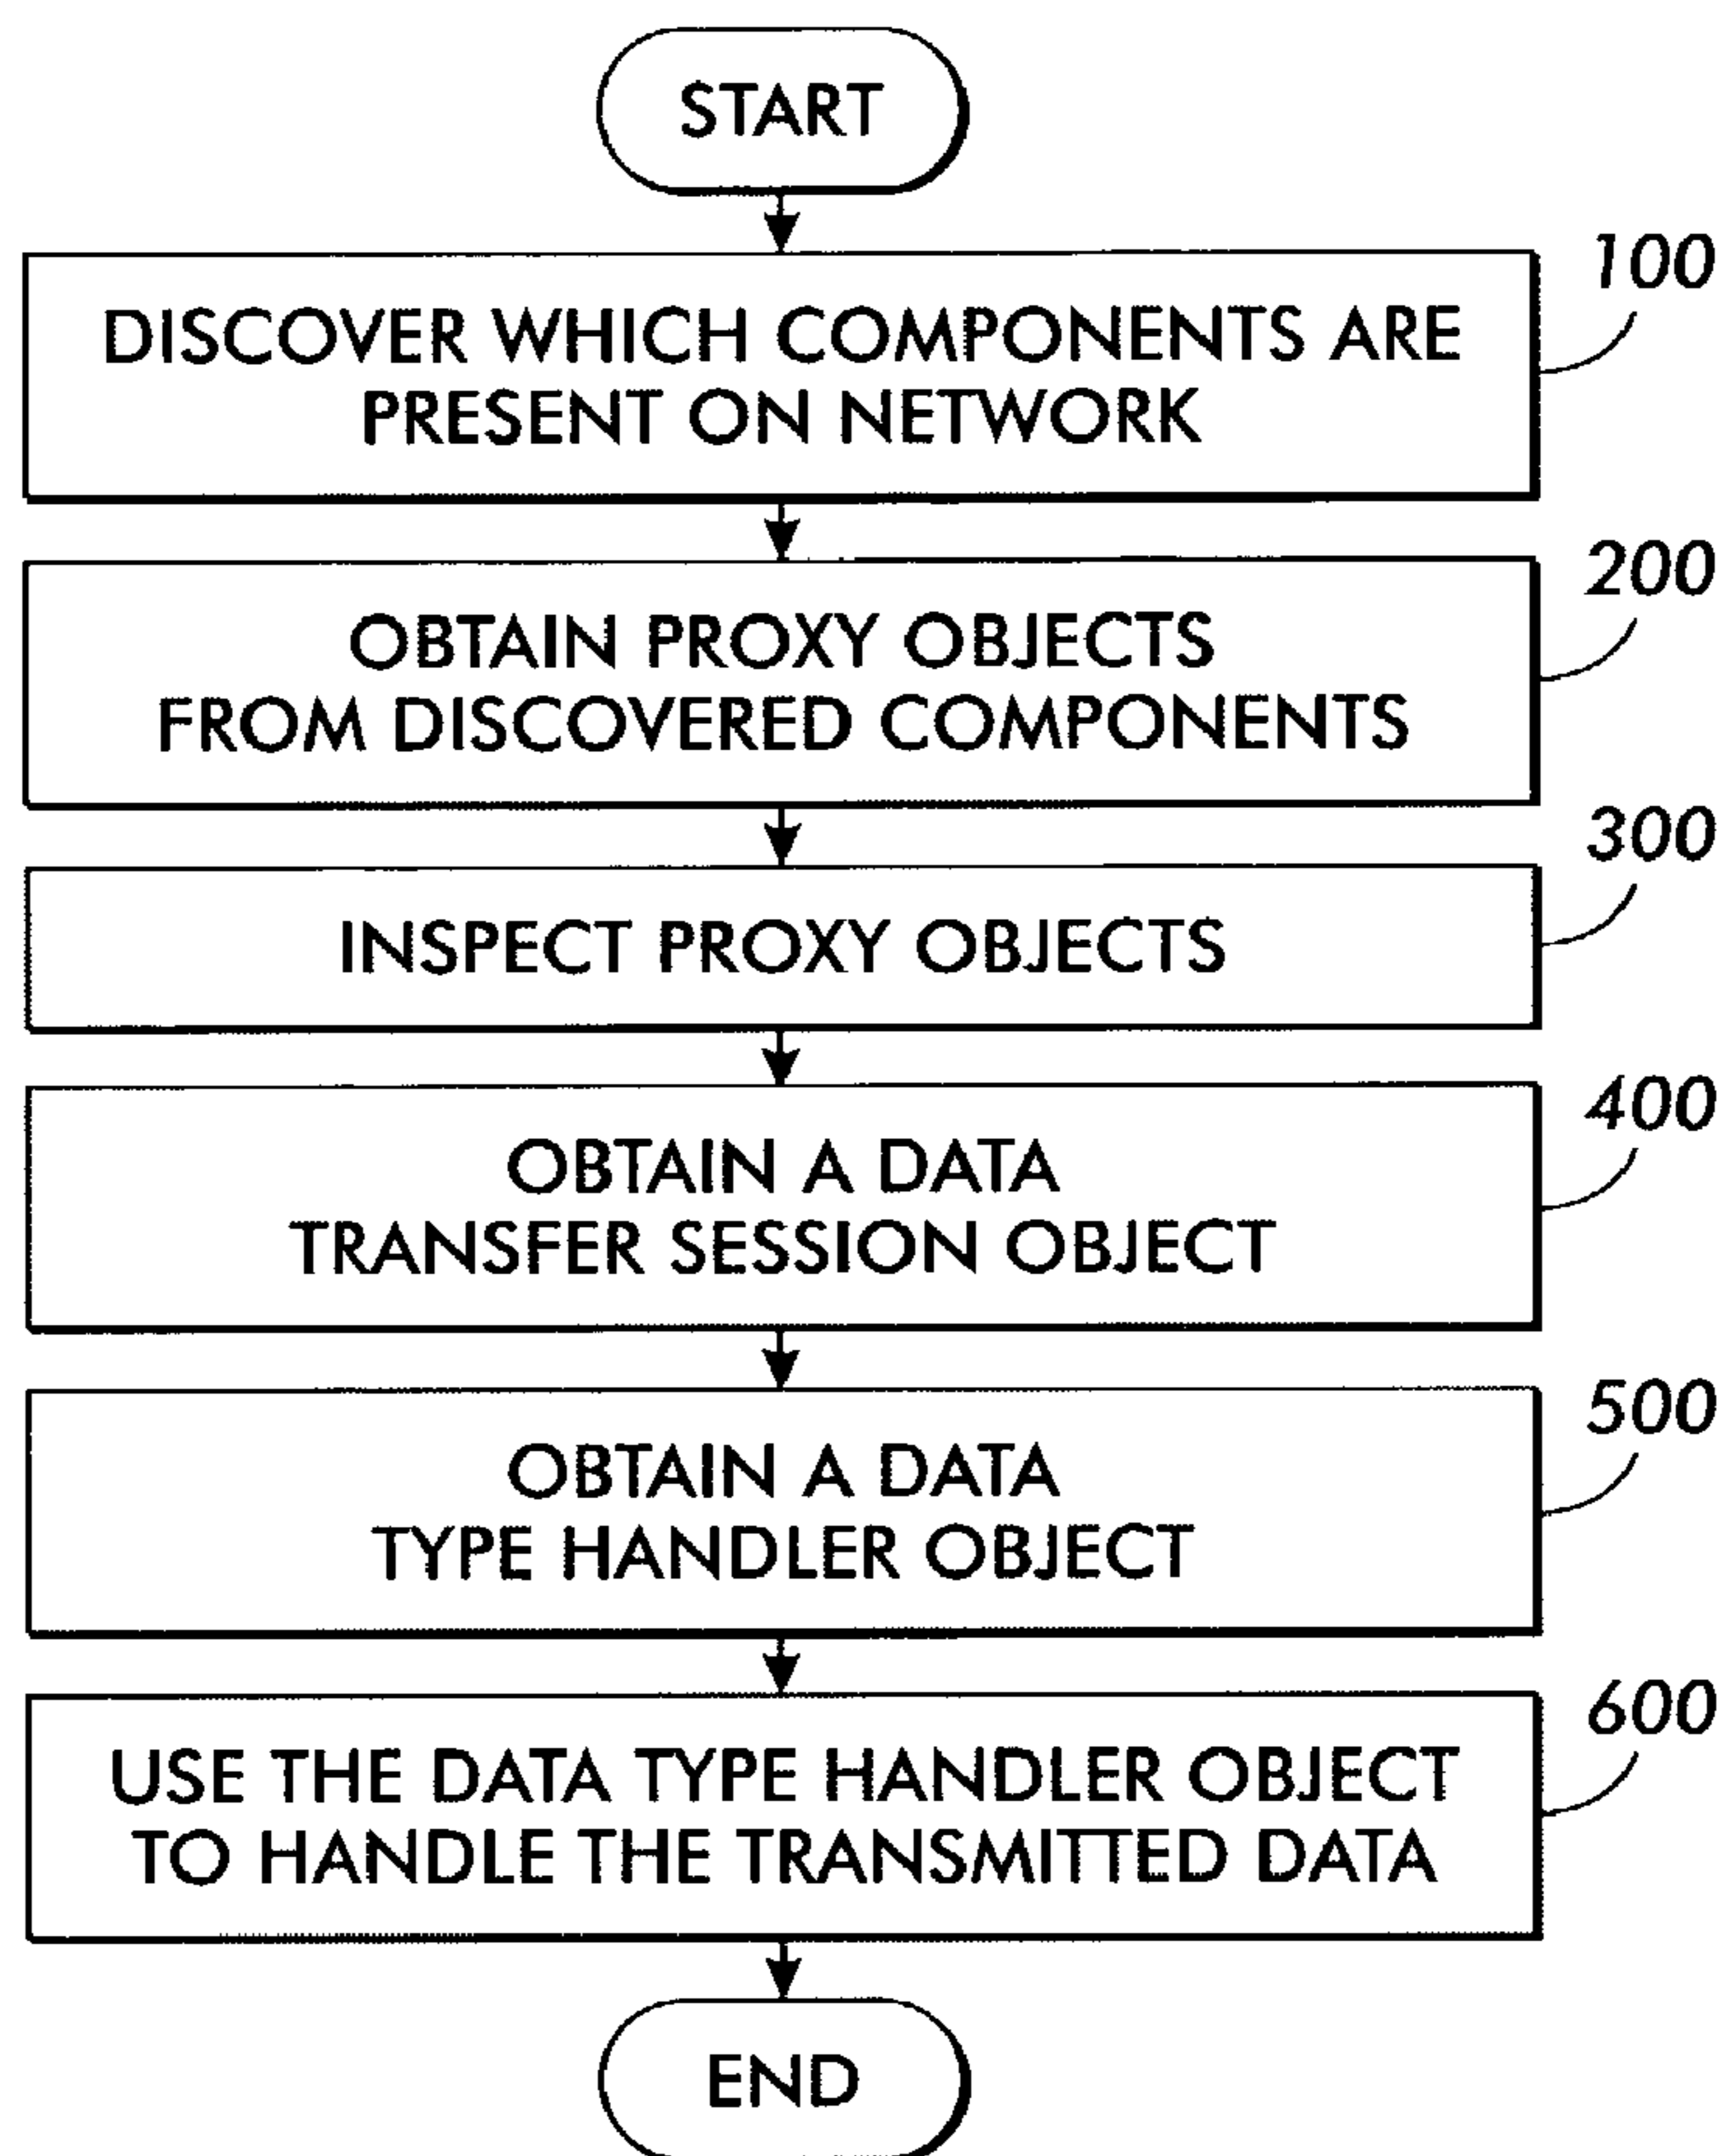 START
100
DISCOVER WHICH COMPONENTS ARE
PRESENT ON NETWORK
200
OBTAIN PROXY OBJECTS
FROM DISCOVERED COMPONENTS
300
INSPECT PROXY OBJECTS
400
OBTAIN A DATA
TRANSFER SESSION OBJECT
500
OBTAIN A DATA
TYPE HANDLER OBJECT
600
USE THE DATA TYPE HANDLER OBJECT
TO HANDLE THE TRANSMITTED DATA
END